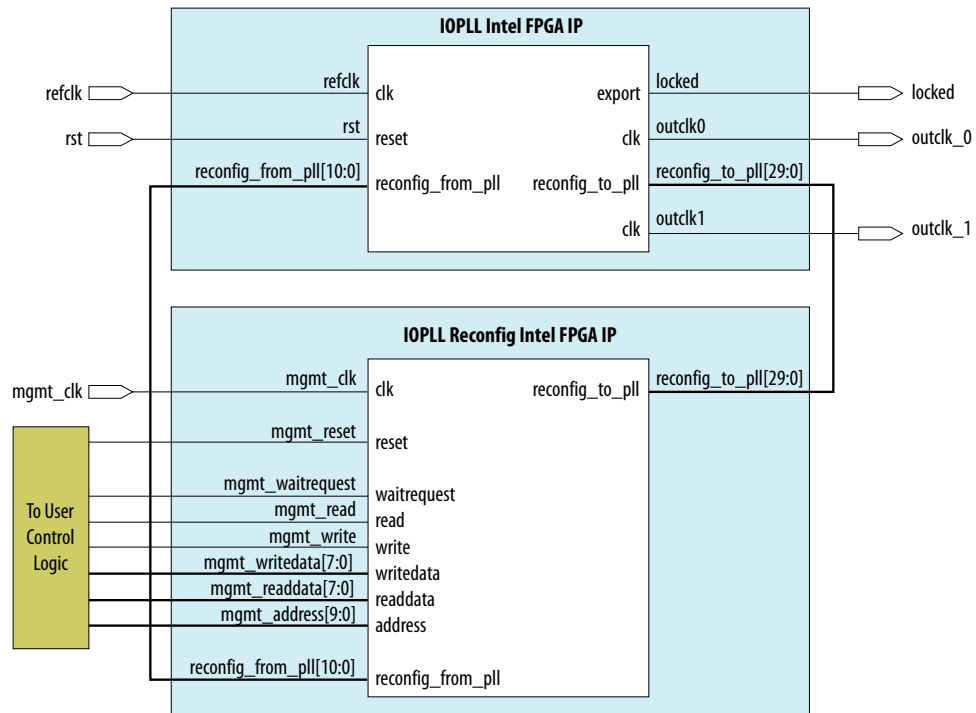 IOPLL Intel FPGA IP
refclk
refclk
clk
export
locked
locked
rst
rst
reset
clk
outclk0
outclk_0
reconfig_from_pll[10:0]
reconfig_from_pll
reconfig_to_pll
reconfig_to_pll[29:0]
clk
outclk1
outclk_1
IOPLL Reconfig Intel FPGA IP
mgmt_clk
mgmt_clk
clk
reconfig_to_pll
reconfig_to_pll[29:0]
mgmt_reset
reset
To User
Control
Logic
mgmt_waitrequest
waitrequest
mgmt_read
read
mgmt_write
write
mgmt_writedata[7:0]
writedata
mgmt_readdata[7:0]
readdata
mgmt_address[9:0]
address
reconfig_from_pll[10:0]
reconfig_from_pll